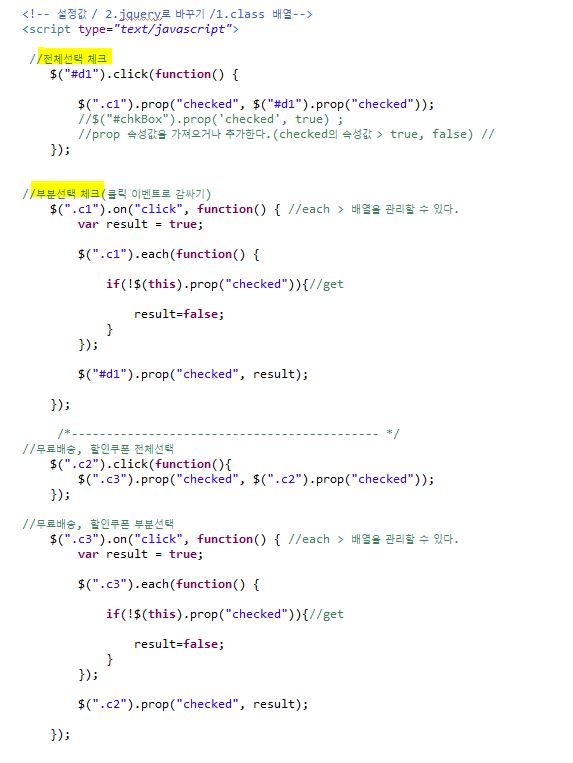 <!-- 설정값 / 2.jquery로 바꾸기 /1.class 배열-->
<script type="text/javascript">
//전체선택 체크
$("#d1").click(function() {
$(".c1").prop("checked", $("#d1").prop("checked"));
//$("#chkBox").prop('checked', true) ;
//prop 속성값을 가져오거나 추가한다.(checked의 속성값 > true, false) //
});
//부분선택 체크(클릭 이벤트로 감싸기)
$(".c1").on("click", function() { //each > 배열을 관리할 수 있다.
var result = true;
$(".c1").each(function() {
if(!$(this).prop("checked")){//get
result=false;
}
});
$("#d1").prop("checked", result);
});
/*-------------------------------------------- */
//무료배송, 할인쿠폰 전체선택
$(".c2").click(function(){
$(".c3").prop("checked", $(".c2").prop("checked"));
});
//무료배송, 할인쿠폰 부분선택
$(".c3").on("click", function() { //each > 배열을 관리할 수 있다.
var result = true;
$(".c3").each(function() {
if(!$(this).prop("checked")){//get
result=false;
}
});
$(".c2").prop("checked", result);
});